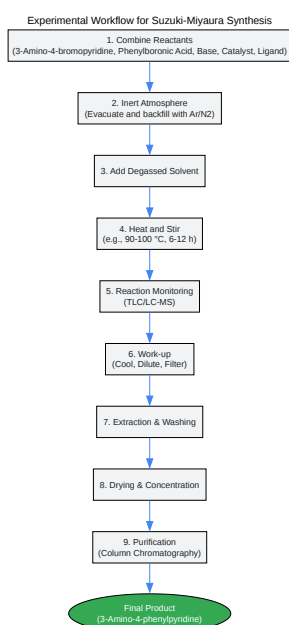 Experimental Workflow for Suzuki-Miyaura Synthesis
1. Combine Reactants
(3-Amino-4-bromopyridine, Phenylboronic Acid, Base, Catalyst, Ligand)
2. Inert Atmosphere
(Evacuate and backfill with Ar/N2)
3. Add Degassed Solvent
4. Heat and Stir
(e.g., 90-100 °C, 6-12 h)
5. Reaction Monitoring
(TLC/LC-MS)
6. Work-up
(Cool, Dilute, Filter)
7. Extraction & Washing
8. Drying & Concentration
9. Purification
(Column Chromatography)
Final Product
(3-Amino-4-phenylpyridine)